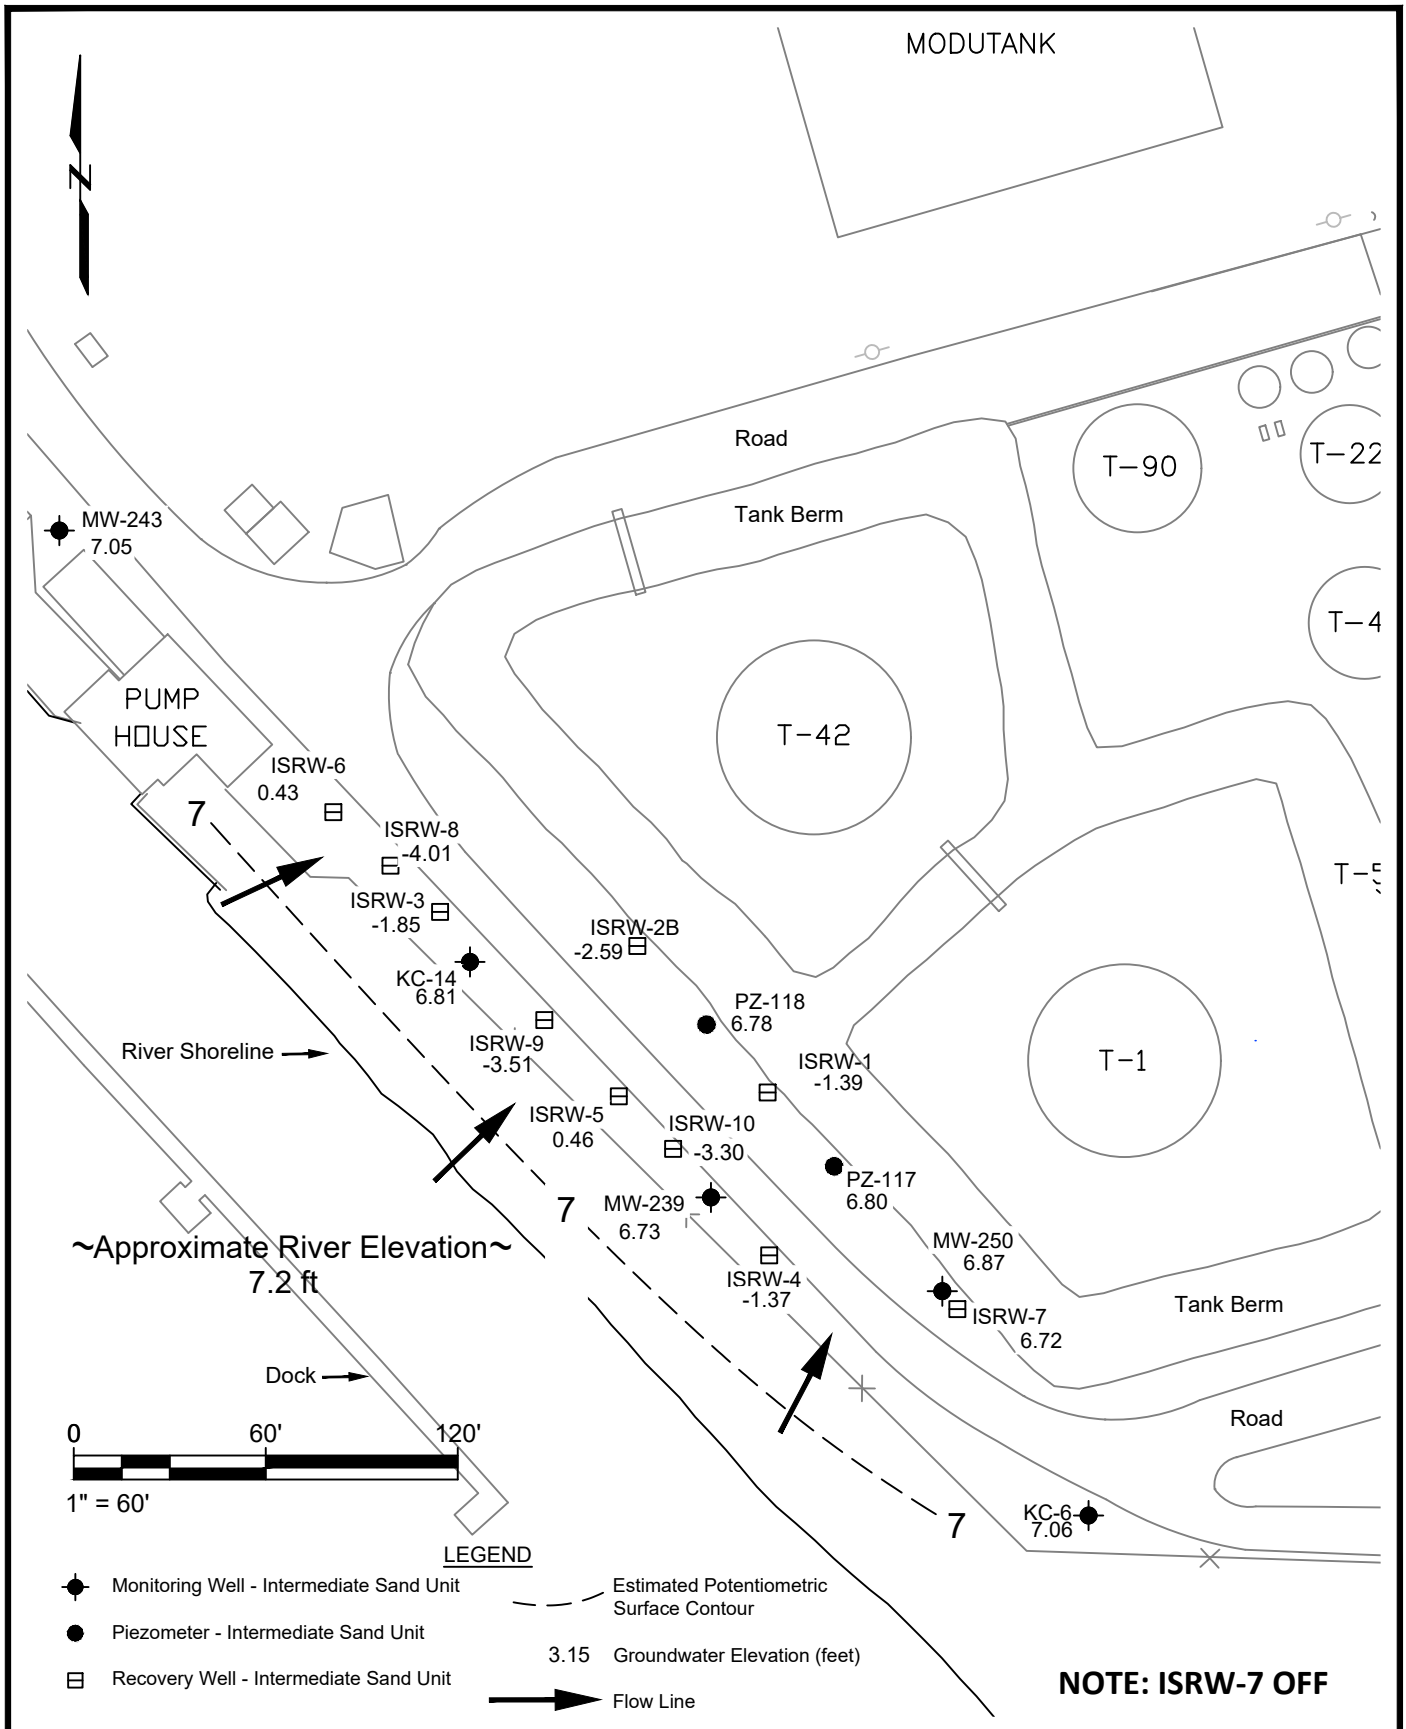 MODUTANK
N
Road
T-90
T-22
Tank Berm
MW-243
7.05
T-4
PUMP
HOUSE
T-42
ISRW-6
0.43
7
ISRW-8
-4.01
T-5
ISRW-3
-1.85
ISRW-2B
-2.59
KC-14
6.81
PZ-118
6.78
River Shoreline
ISRW-9
-3.51
ISRW-1
-1.39
T-1
ISRW-5
0.46
ISRW-10
-3.30
PZ-117
6.80
7
MW-239
6.73
~Approximate River Elevation~
7.2 ft
MW-250
6.87
ISRW-4
-1.37
ISRW-7
6.72
Tank Berm
Dock
Road
0 60' 120'
1" = 60'
7
KC-6
7.06
LEGEND
Monitoring Well - Intermediate Sand Unit
Piezometer - Intermediate Sand Unit
Recovery Well - Intermediate Sand Unit
Estimated Potentiometric
Surface Contour
3.15 Groundwater Elevation (feet)
Flow Line
NOTE: ISRW-7 OFF